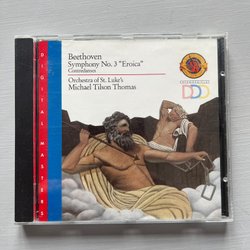 Beethoven
Symphony No. 3 "Eroica"
Contredanses
Orchestra of St. Luke's
Michael Tilson Thomas
DDD
DIGITAL MASTERS